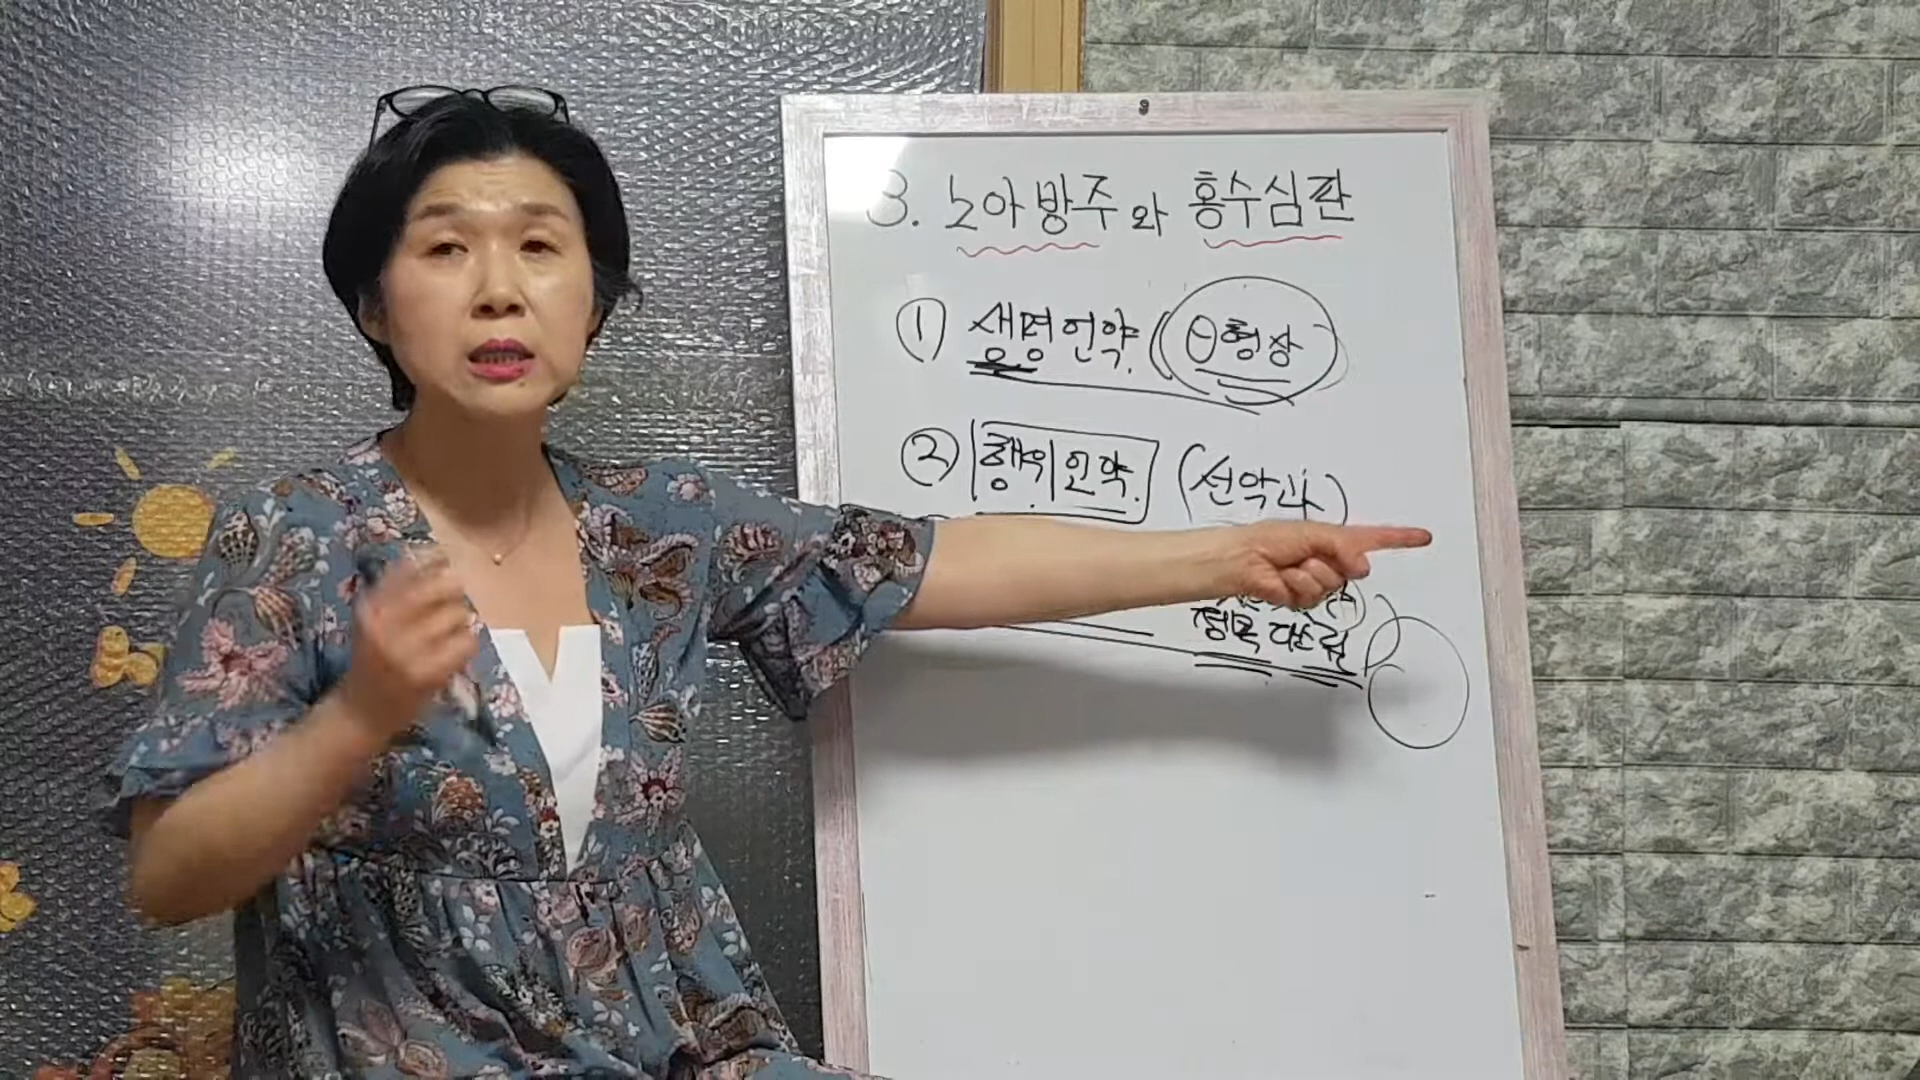 3. 노아방주와 홍수심판
① 생명언약 (하형상)
② 행위언약 (선악과)
정복 다스림